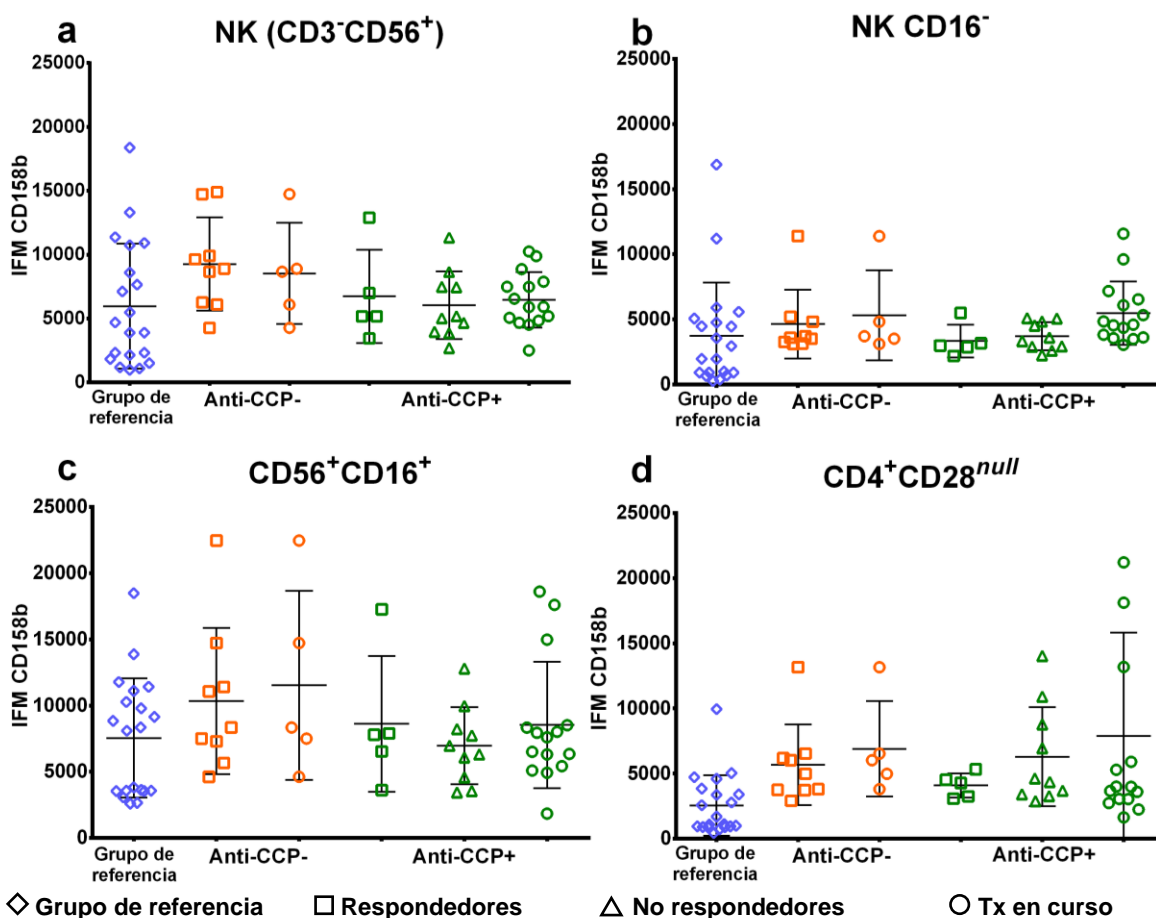 a
NK (CD3⁻CD56⁺)
IFM CD158b
25000
20000
15000
10000
5000
0
Grupo de
referencia
Anti-CCP-
Anti-CCP+
b
NK CD16⁻
IFM CD158b
25000
20000
15000
10000
5000
0
Grupo de
referencia
Anti-CCP-
Anti-CCP+
c
CD56⁺CD16⁺
IFM CD158b
25000
20000
15000
10000
5000
0
Grupo de
referencia
Anti-CCP-
Anti-CCP+
d
CD4⁺CD28ⁿᵘˡˡ
IFM CD158b
25000
20000
15000
10000
5000
0
Grupo de
referencia
Anti-CCP-
Anti-CCP+
Grupo de referencia
Respondedores
No respondedores
Tx en curso